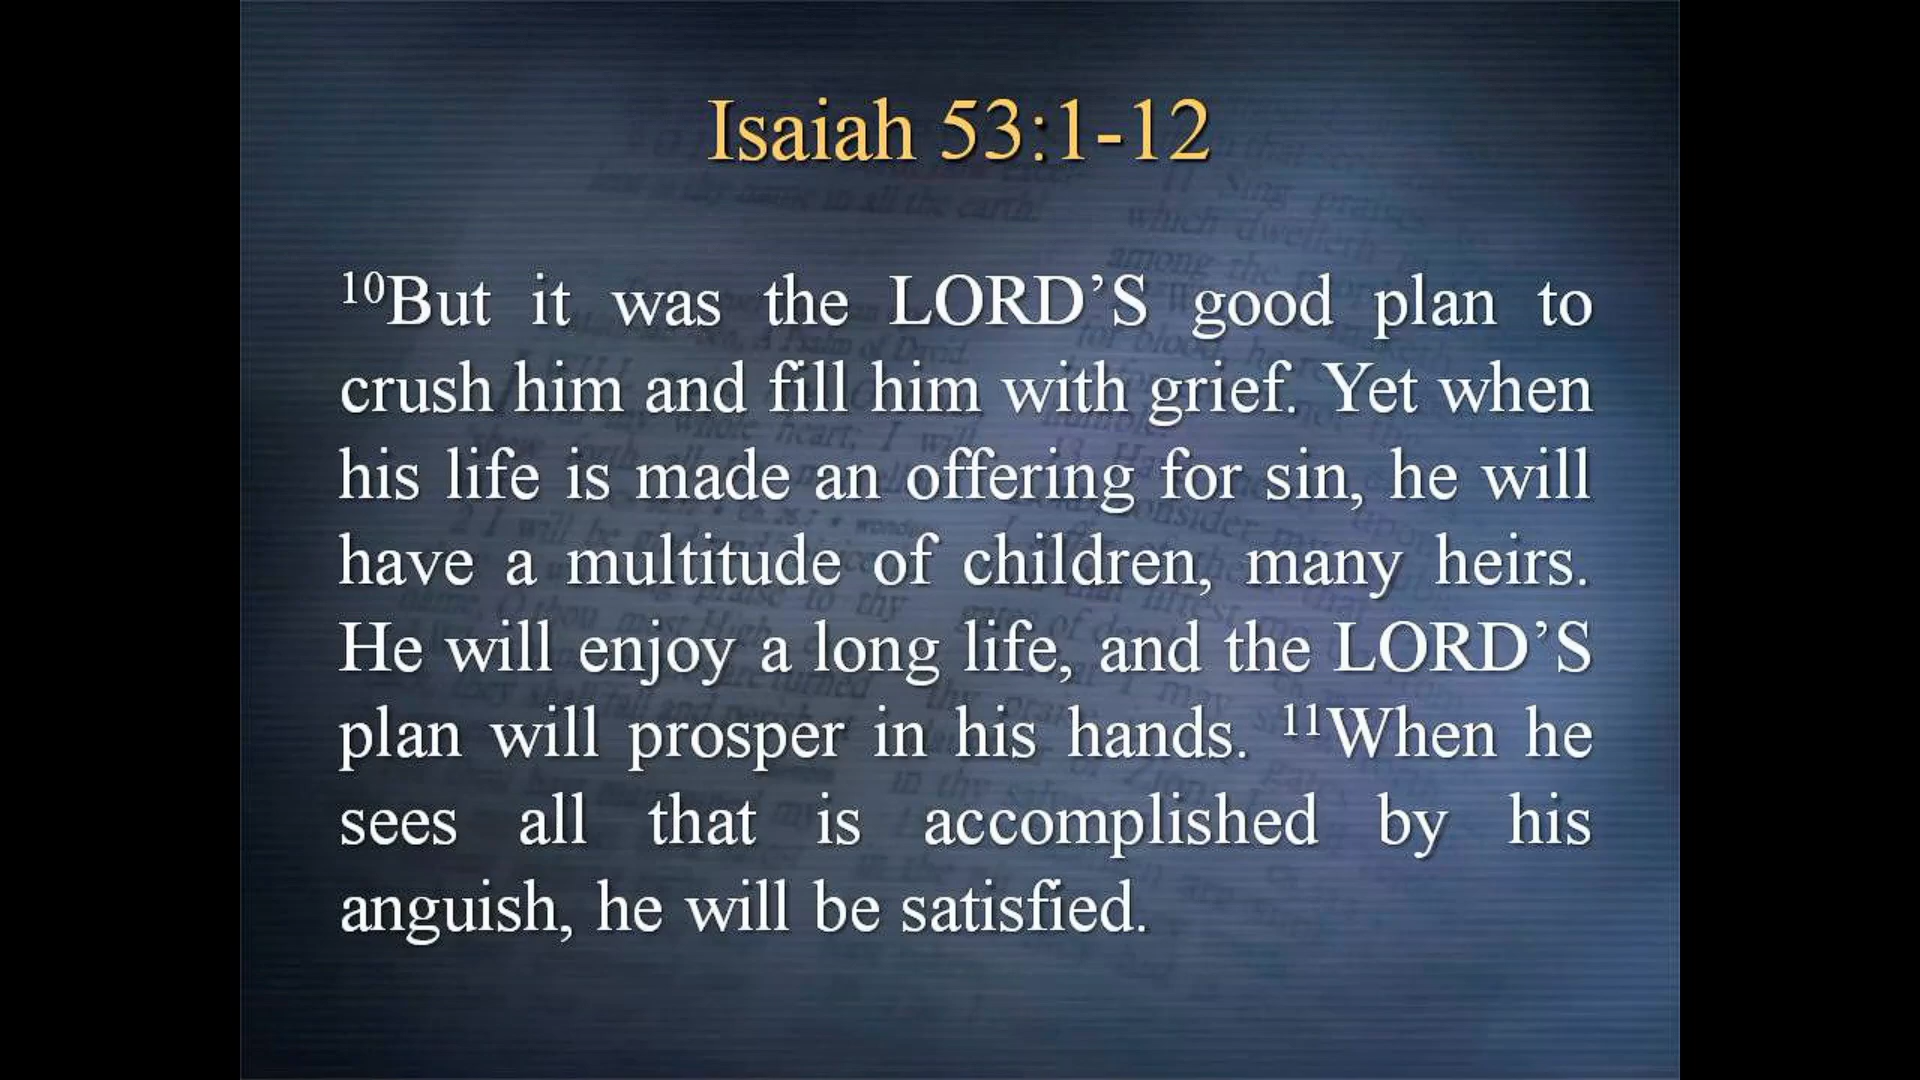 Isaiah 53:1-12
¹⁰But it was the LORD’S good plan to
crush him and fill him with grief. Yet when
his life is made an offering for sin, he will
have a multitude of children, many heirs.
He will enjoy a long life, and the LORD’S
plan will prosper in his hands. ¹¹When he
sees all that is accomplished by his
anguish, he will be satisfied.